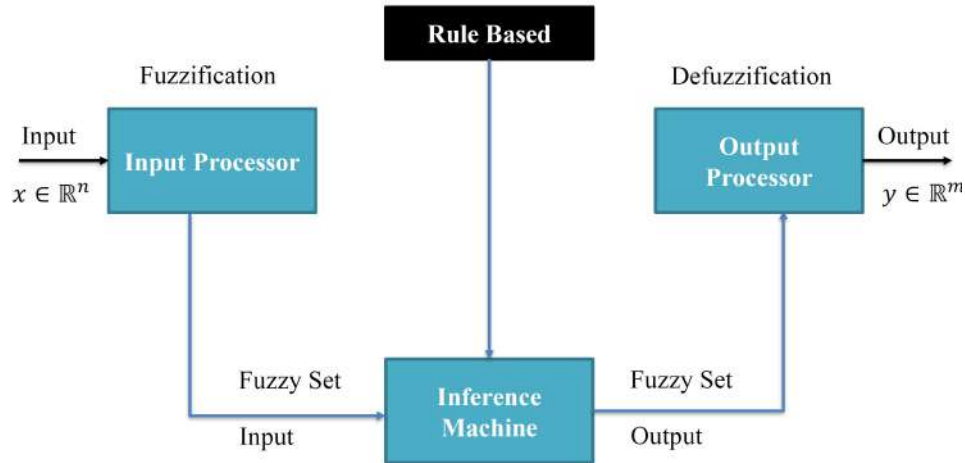 Rule Based
Fuzzification
Defuzzification
Input
Input Processor
Output
Processor
Output
x ∈ ℝⁿ
y ∈ ℝᵐ
Fuzzy Set
Inference
Machine
Fuzzy Set
Input
Output